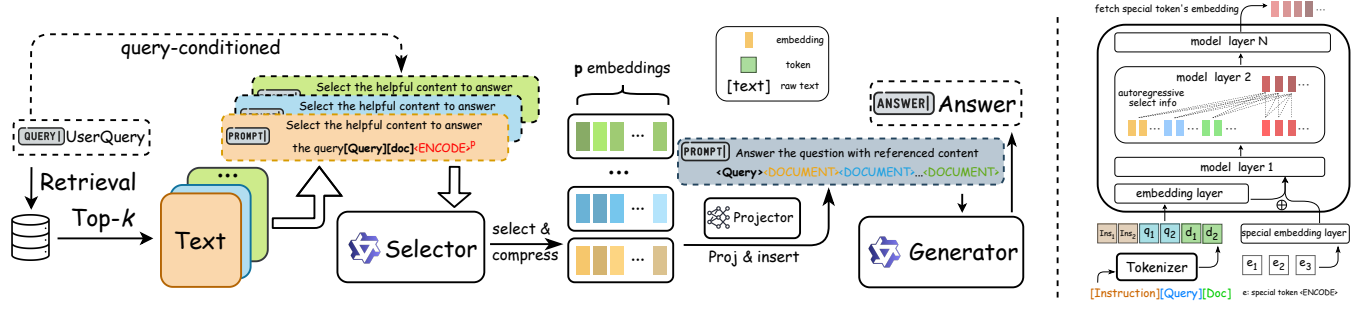 query-conditioned
QUERY| UserQuery
Retrieval
Top-k
Text
...
Select the helpful content to answer
Select the helpful content to answer
PROMPT| Select the helpful content to answer
the query[Query][doc]<ENCODE>p
Selector
select &
compress
p embeddings
...
...
...
...
embedding
token
[text] raw text
ANSWER| Answer
PROMPT| Answer the question with referenced content
<Query><DOCUMENT><DOCUMENT>...<DOCUMENT>
Projector
Proj & insert
Generator
fetch special token's embedding
...
model layer N
model layer 2
autoregressive
select info
... ... ... ...
model layer 1
embedding layer
⊕
Ins1 Ins2 q1 q2 d1 d2
special embedding layer
Tokenizer
e1 e2 e3
[Instruction][Query][Doc]
e: special token <ENCODE>